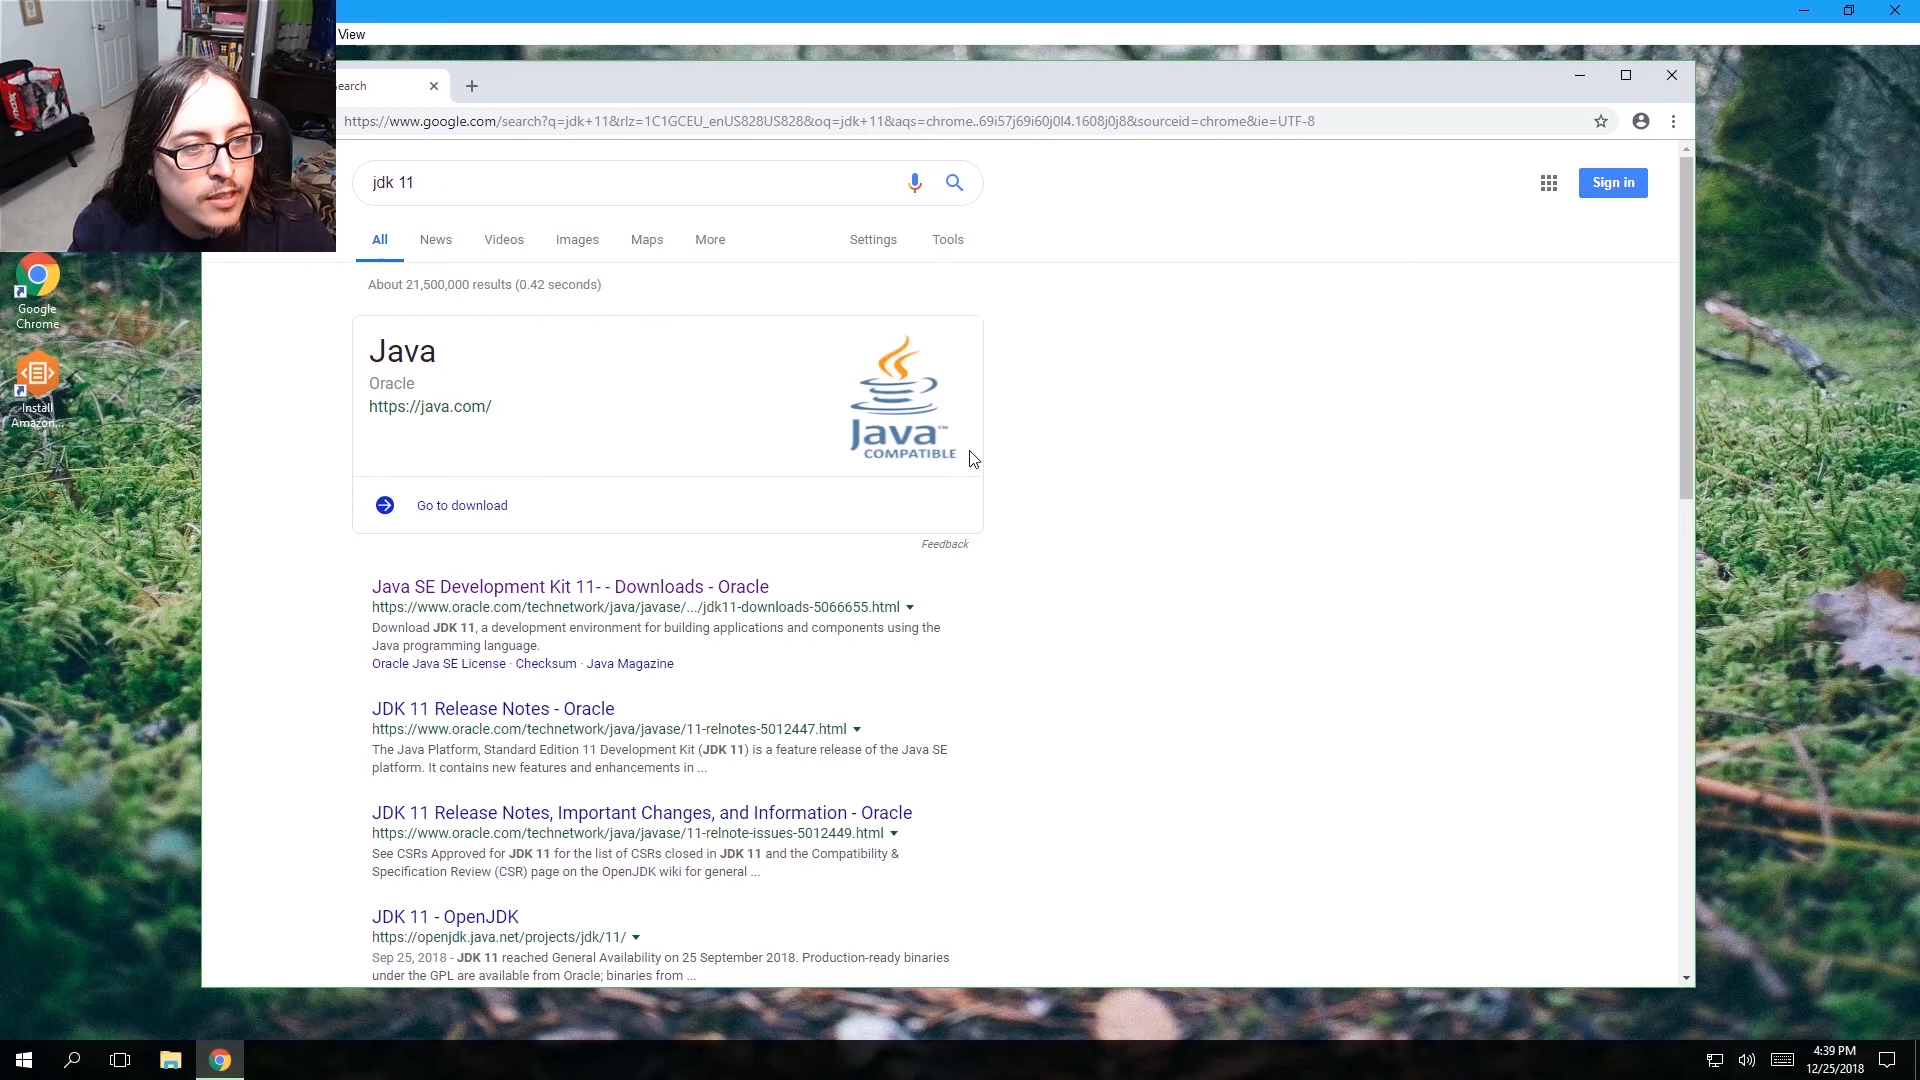 View
Search
https://www.google.com/search?q=jdk+11&rlz=1C1GCEU_enUS828US828&oq=jdk+11&aqs=chrome..69i57j69i60j0l4.1608j0j8&sourceid=chrome&ie=UTF-8
jdk 11
Sign in
All News Videos Images Maps More Settings Tools
About 21,500,000 results (0.42 seconds)
Java
Oracle
https://java.com/
Java™
COMPATIBLE
Go to download
Feedback
Java SE Development Kit 11- - Downloads - Oracle
https://www.oracle.com/technetwork/java/javase/.../jdk11-downloads-5066655.html
Download JDK 11, a development environment for building applications and components using the
Java programming language.
Oracle Java SE License · Checksum · Java Magazine
JDK 11 Release Notes - Oracle
https://www.oracle.com/technetwork/java/javase/11-relnotes-5012447.html
The Java Platform, Standard Edition 11 Development Kit (JDK 11) is a feature release of the Java SE
platform. It contains new features and enhancements in ...
JDK 11 Release Notes, Important Changes, and Information - Oracle
https://www.oracle.com/technetwork/java/javase/11-relnote-issues-5012449.html
See CSRs Approved for JDK 11 for the list of CSRs closed in JDK 11 and the Compatibility &
Specification Review (CSR) page on the OpenJDK wiki for general ...
JDK 11 - OpenJDK
https://openjdk.java.net/projects/jdk/11/
Sep 25, 2018 - JDK 11 reached General Availability on 25 September 2018. Production-ready binaries
under the GPL are available from Oracle; binaries from ...
Google
Chrome
Install
Amazon...
4:39 PM
12/25/2018